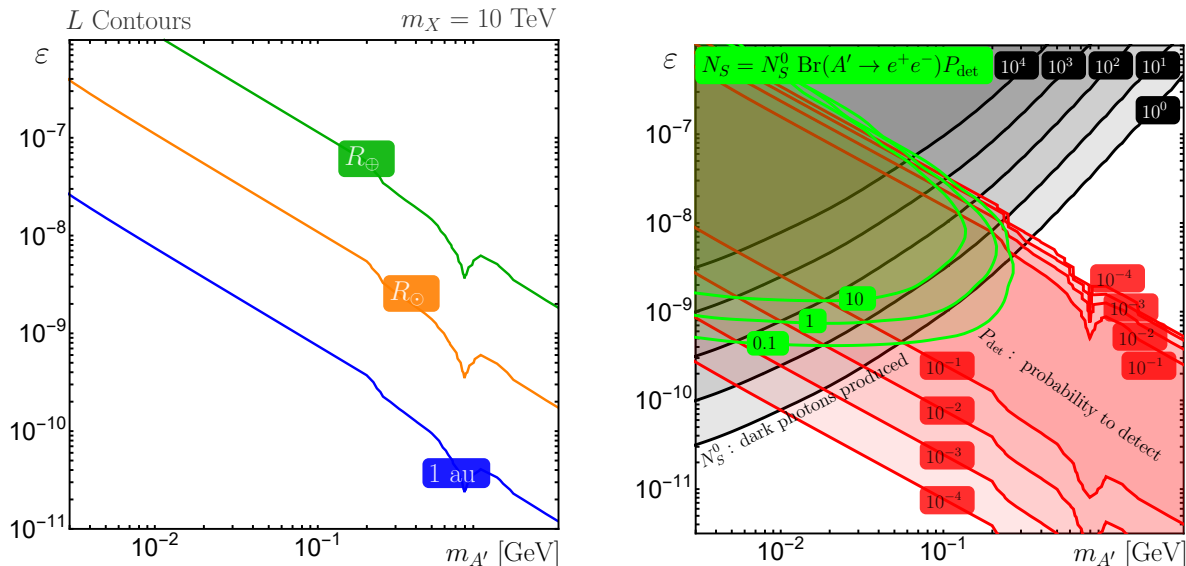 L Contours
m_X = 10 TeV
ε
10^-7
10^-8
10^-9
10^-10
10^-11
R_⊕
R_⊙
1 au
10^-2
10^-1
m_A′ [GeV]
ε
10^-7
10^-8
10^-9
10^-10
10^-11
N_S = N_S^0 Br(A′ → e^+e^-)P_det
10^4
10^3
10^2
10^1
10^0
10
1
0.1
10^-4
10^-3
10^-2
10^-1
10^-1
10^-2
10^-3
10^-4
P_det : probability to detect
N_S^0 : dark photons produced
10^-2
10^-1
m_A′ [GeV]